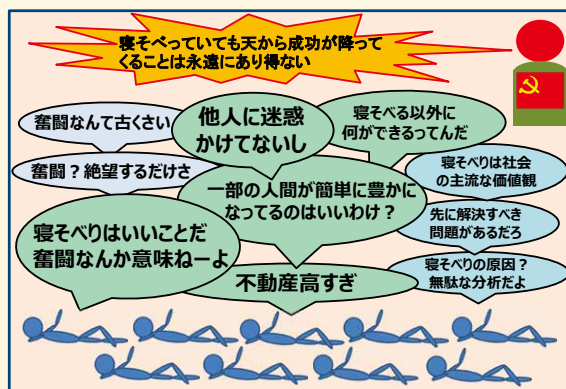 寝そべっていても天から成功が降って
くることは永遠にあり得ない
奮闘なんて古くさい
他人に迷惑
かけてないし
寝そべる以外に
何ができるってんだ
奮闘？絶望するだけさ
寝そべりは社会
の主流な価値観
一部の人間が簡単に豊かに
なってるのはいいわけ？
先に解決すべき
問題があるだろ
寝そべりはいいことだ
奮闘なんか意味ねーよ
不動産高すぎ
寝そべりの原因？
無駄な分析だよ